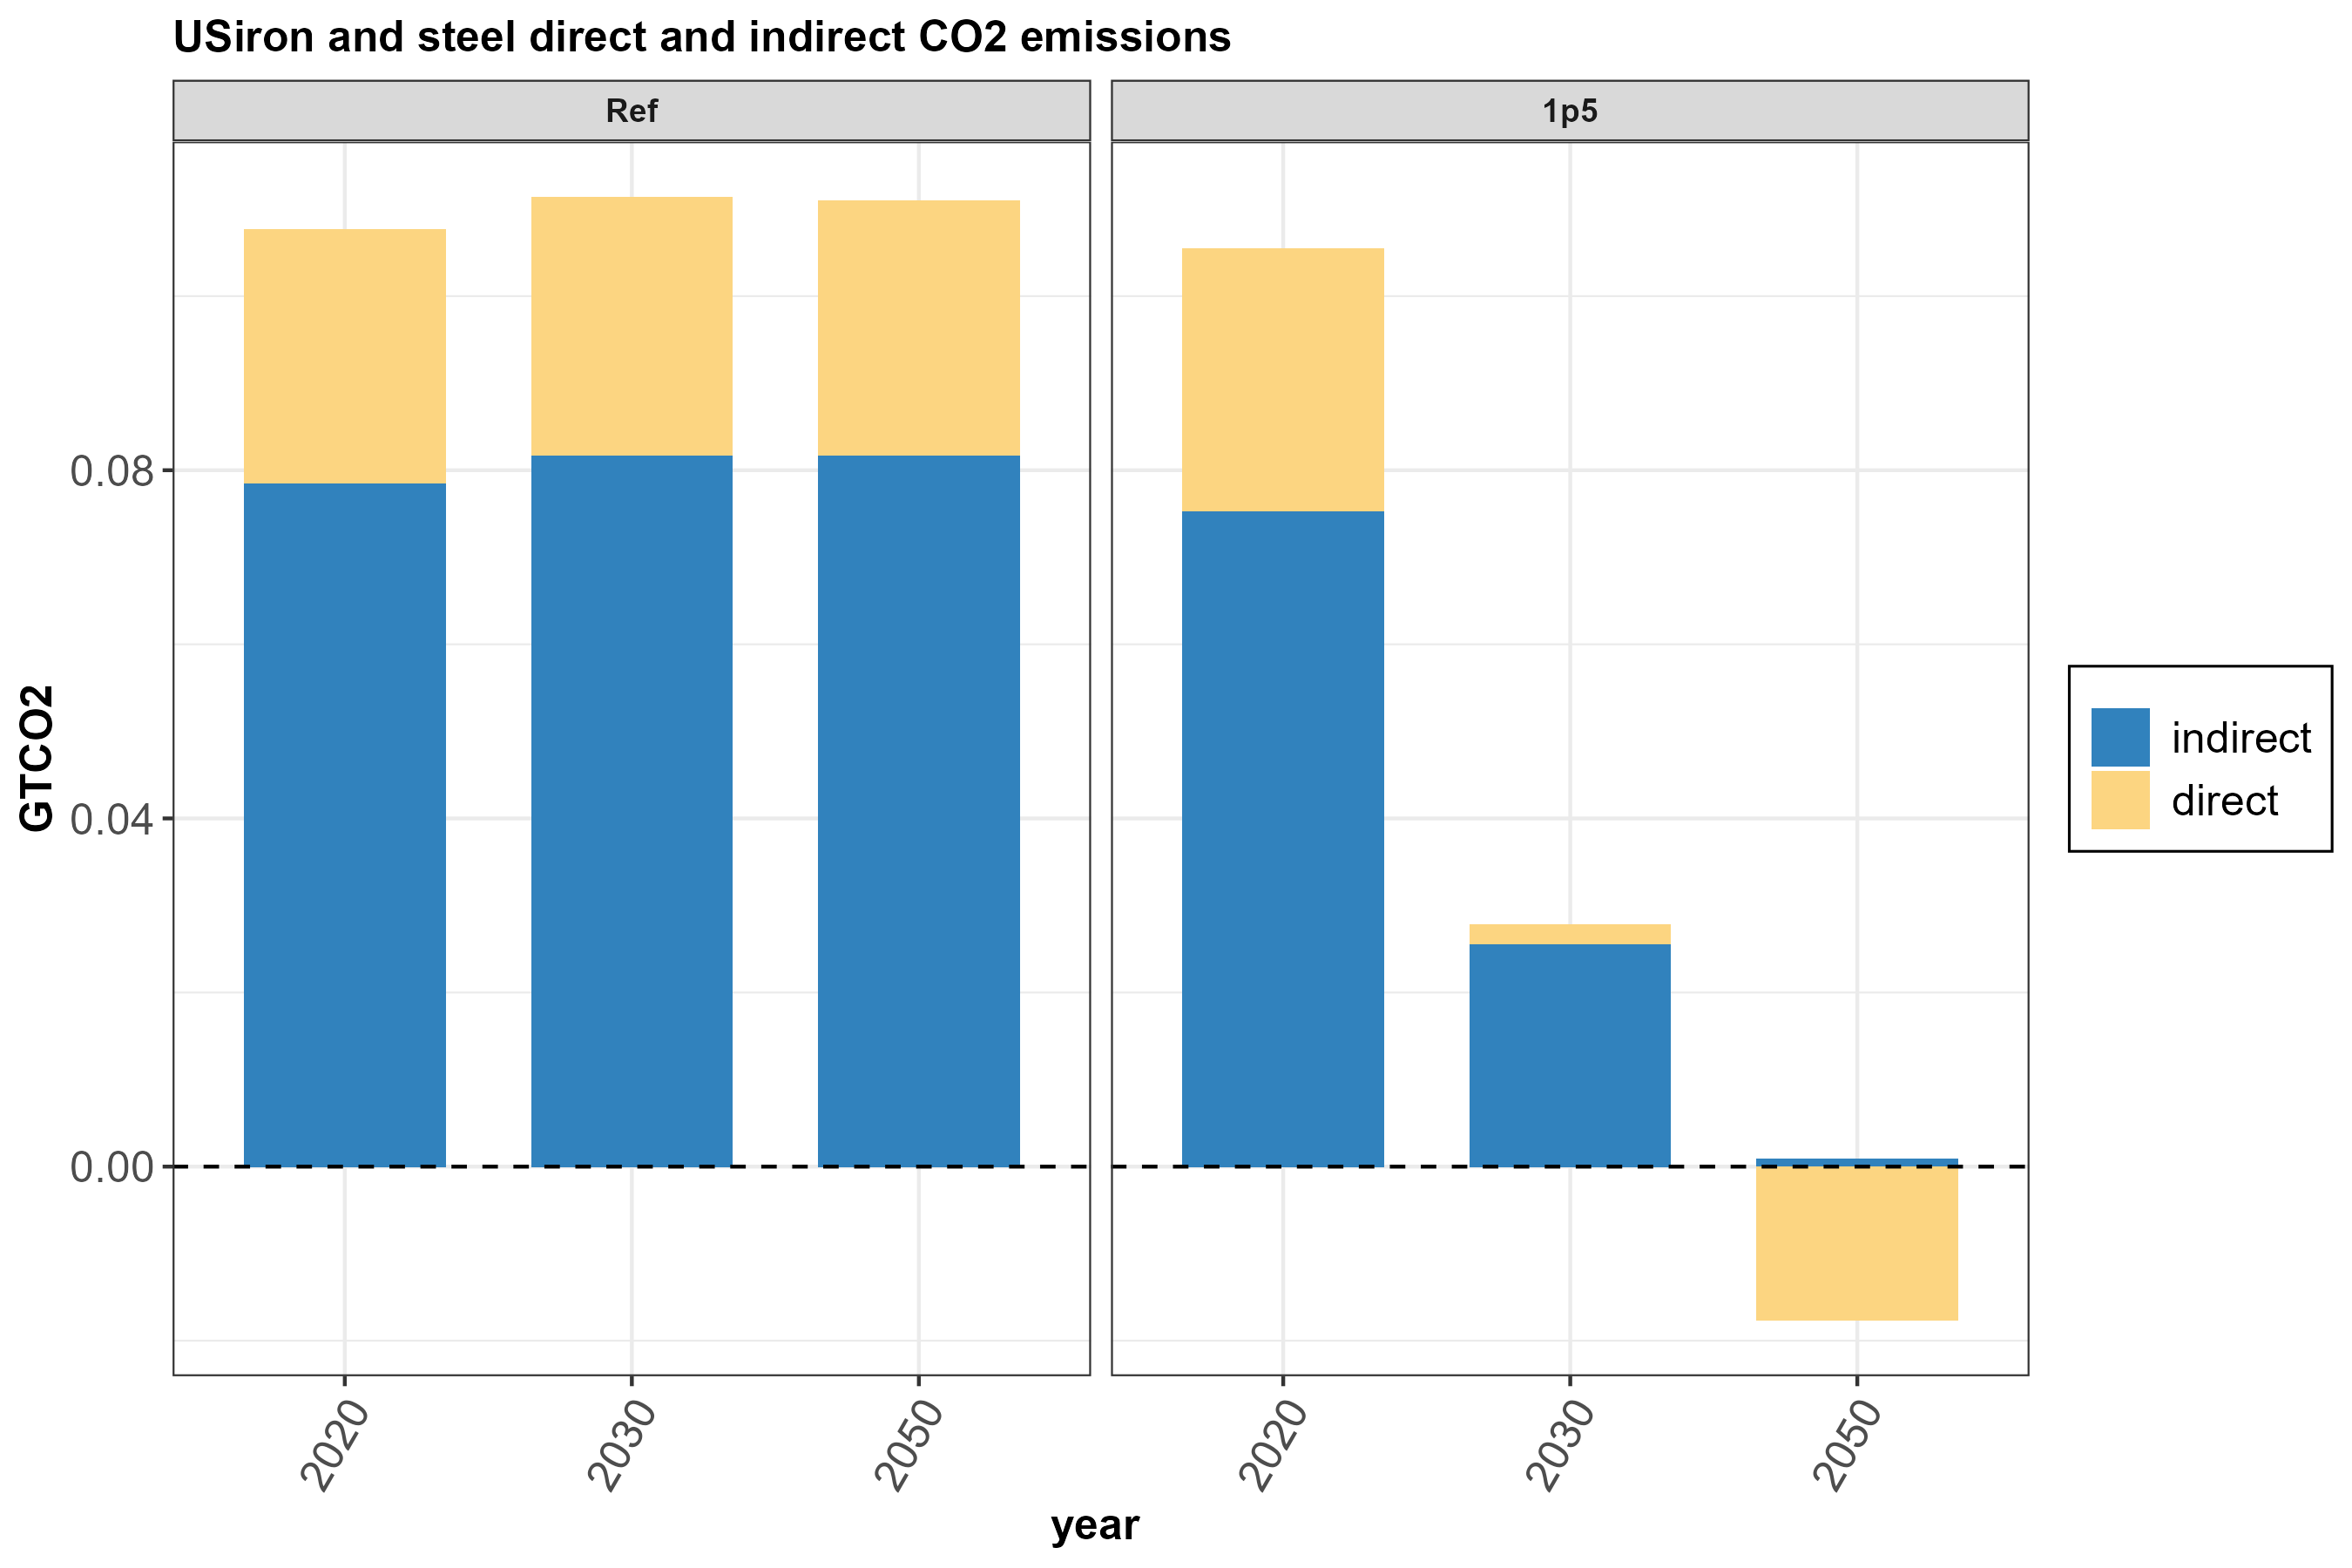 USiron and steel direct and indirect CO2 emissions
Ref
1p5
GTCO2
0.08
0.04
0.00
indirect
direct
2020
2030
2050
2020
2030
2050
year